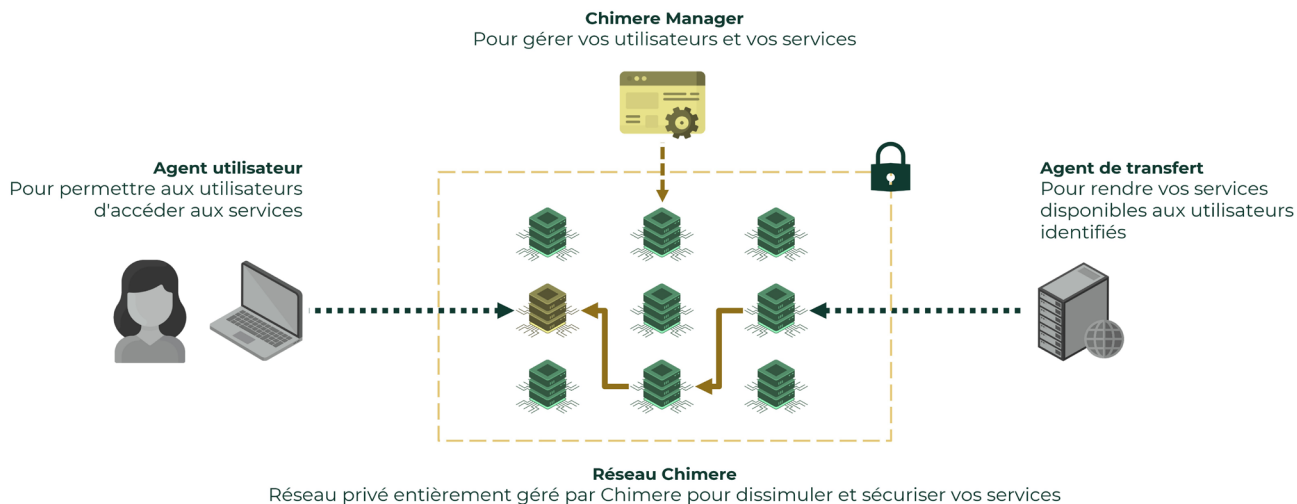 Chimere Manager
Pour gérer vos utilisateurs et vos services
Agent utilisateur
Pour permettre aux utilisateurs
d'accéder aux services
Agent de transfert
Pour rendre vos services
disponibles aux utilisateurs
identifiés
Réseau Chimere
Réseau privé entièrement géré par Chimere pour dissimuler et sécuriser vos services